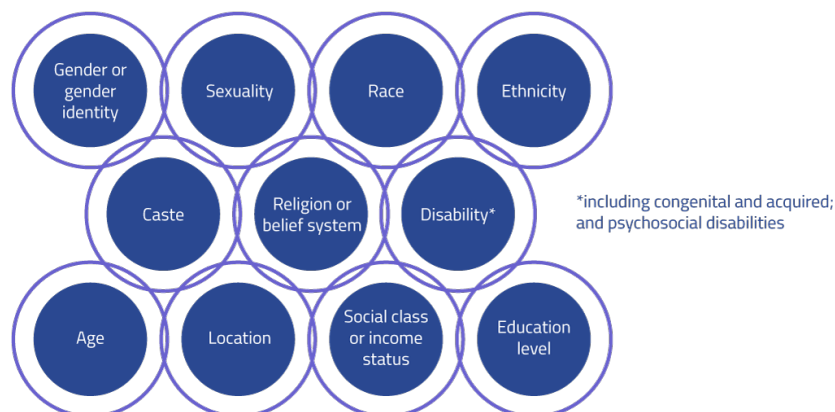 Gender or
gender
identity
Sexuality
Race
Ethnicity
Caste
Religion or
belief system
Disability*
*including congenital and acquired;
and psychosocial disabilities
Age
Location
Social class
or income
status
Education
level